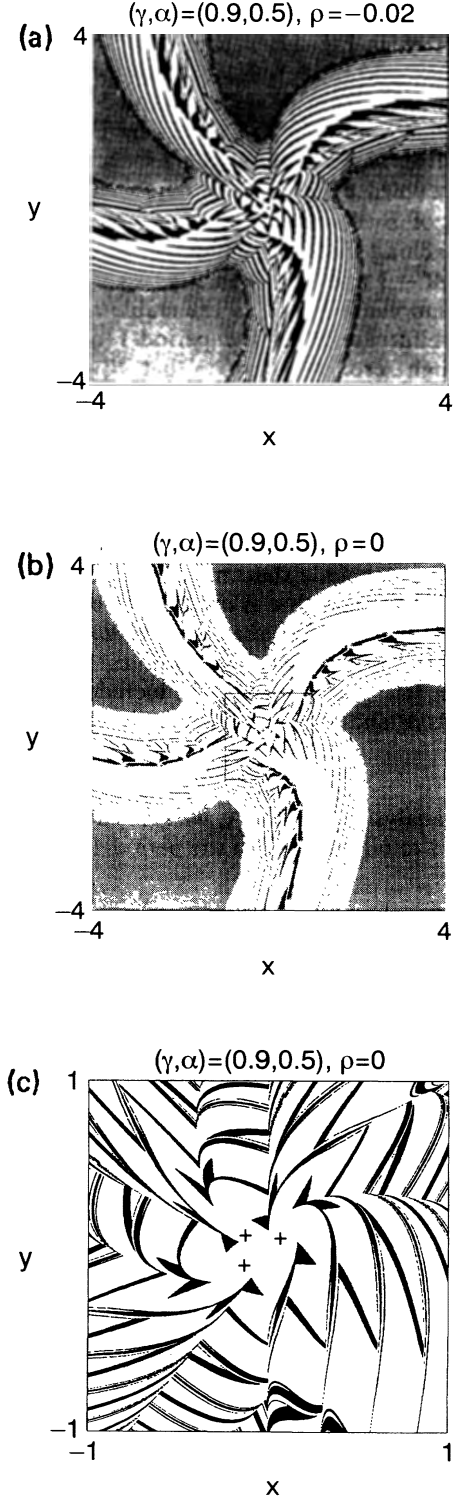 (γ,α)=(0.9,0.5), ρ=−0.02
(a)
4
y
−4
−4
4
x
(γ,α)=(0.9,0.5), ρ=0
(b)
4
y
−4
−4
4
x
(γ,α)=(0.9,0.5), ρ=0
(c)
1
y
−1
−1
1
x